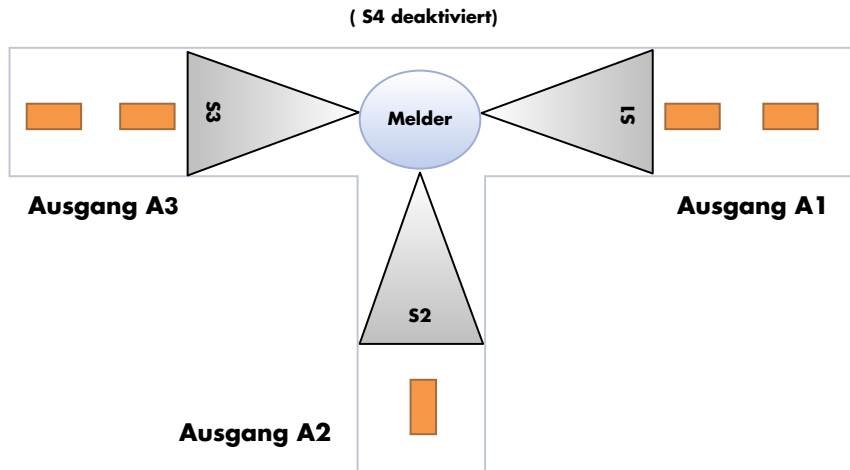 ( S4 deaktiviert)
S3
Melder
S1
Ausgang A3
Ausgang A1
S2
Ausgang A2